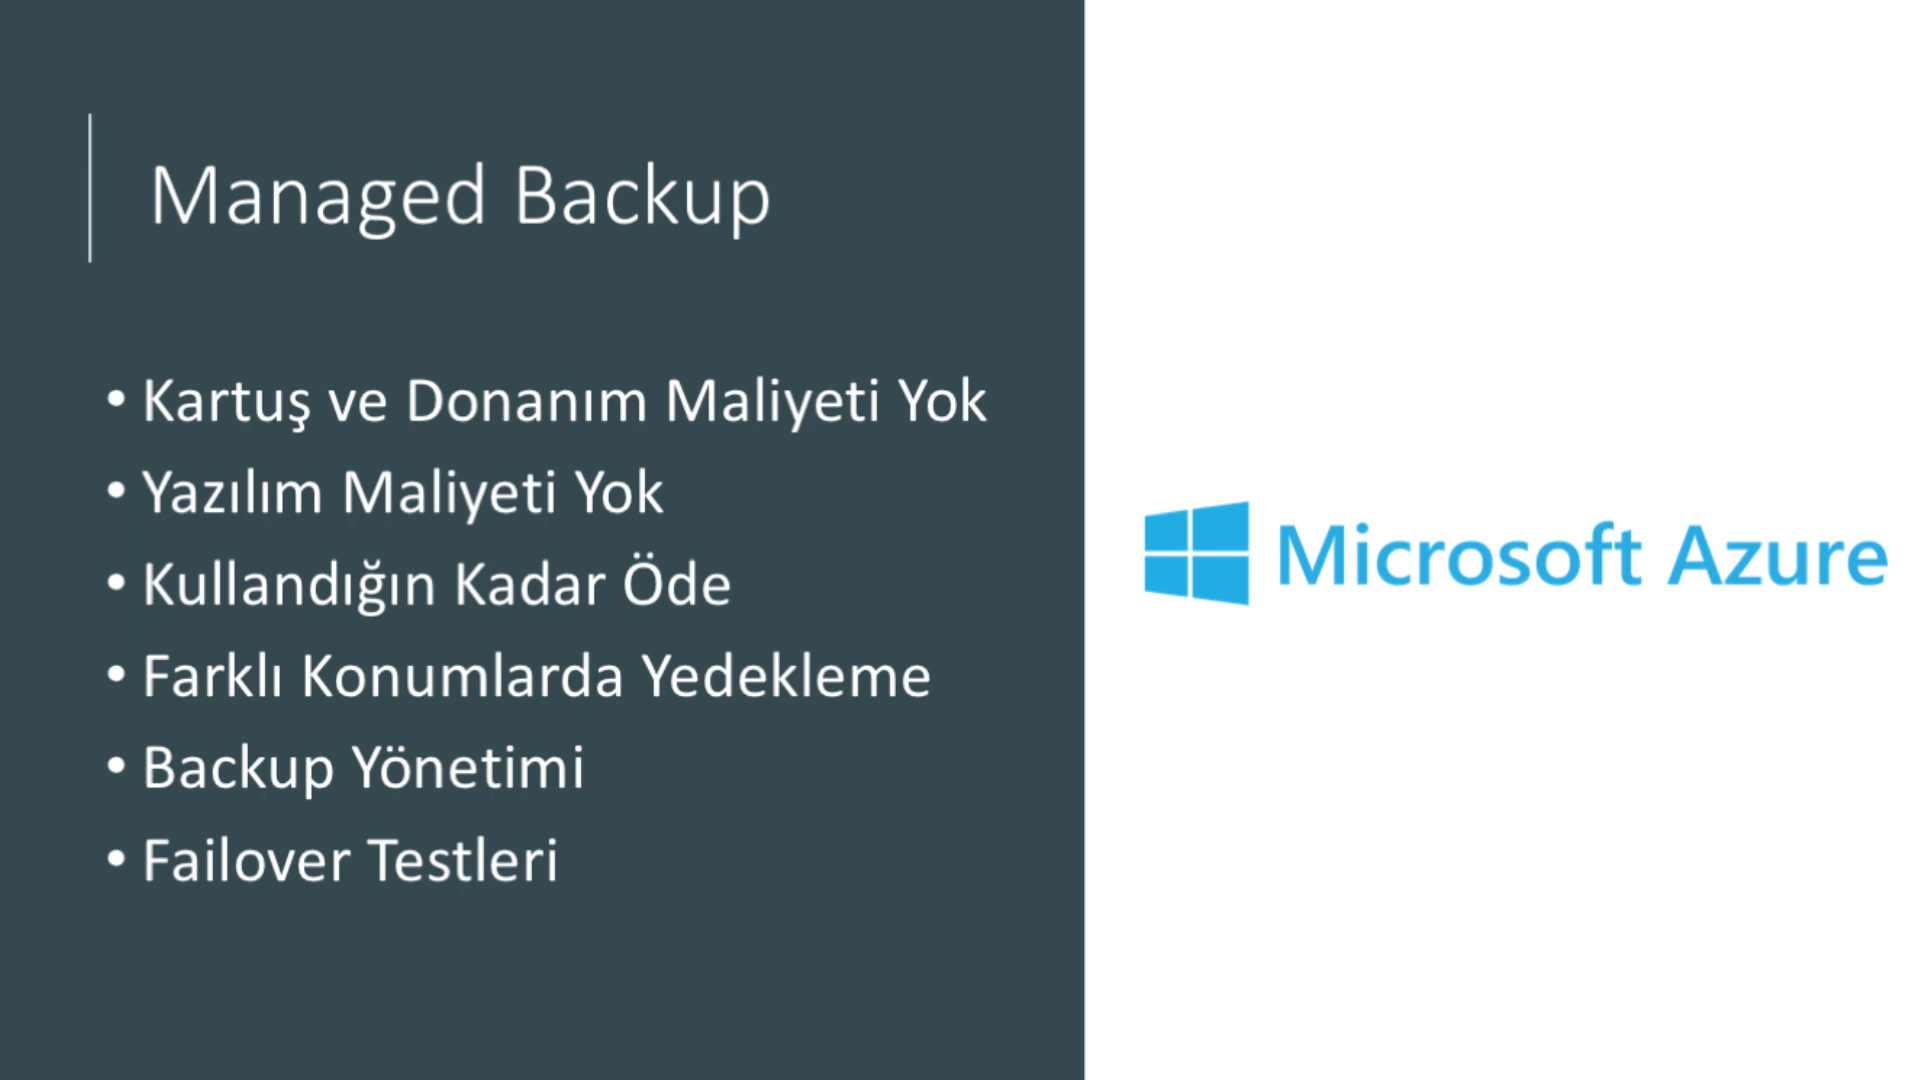 Managed Backup
• Kartuş ve Donanım Maliyeti Yok
• Yazılım Maliyeti Yok
• Kullandığın Kadar Öde
• Farklı Konumlarda Yedekleme
• Backup Yönetimi
• Failover Testleri
Microsoft Azure